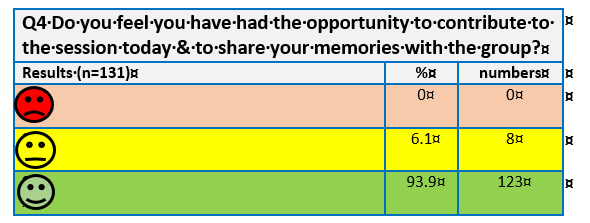 Q4·Do·you·feel·you·have·had·the·opportunity·to·contribute·to·¤
the·session·today·&·to·share·your·memories·with·the·group?¤
Results·(n=131)¤ %¤ numbers¤ ¤
0¤ 0¤ ¤
6.1¤ 8¤ ¤
93.9¤ 123¤ ¤